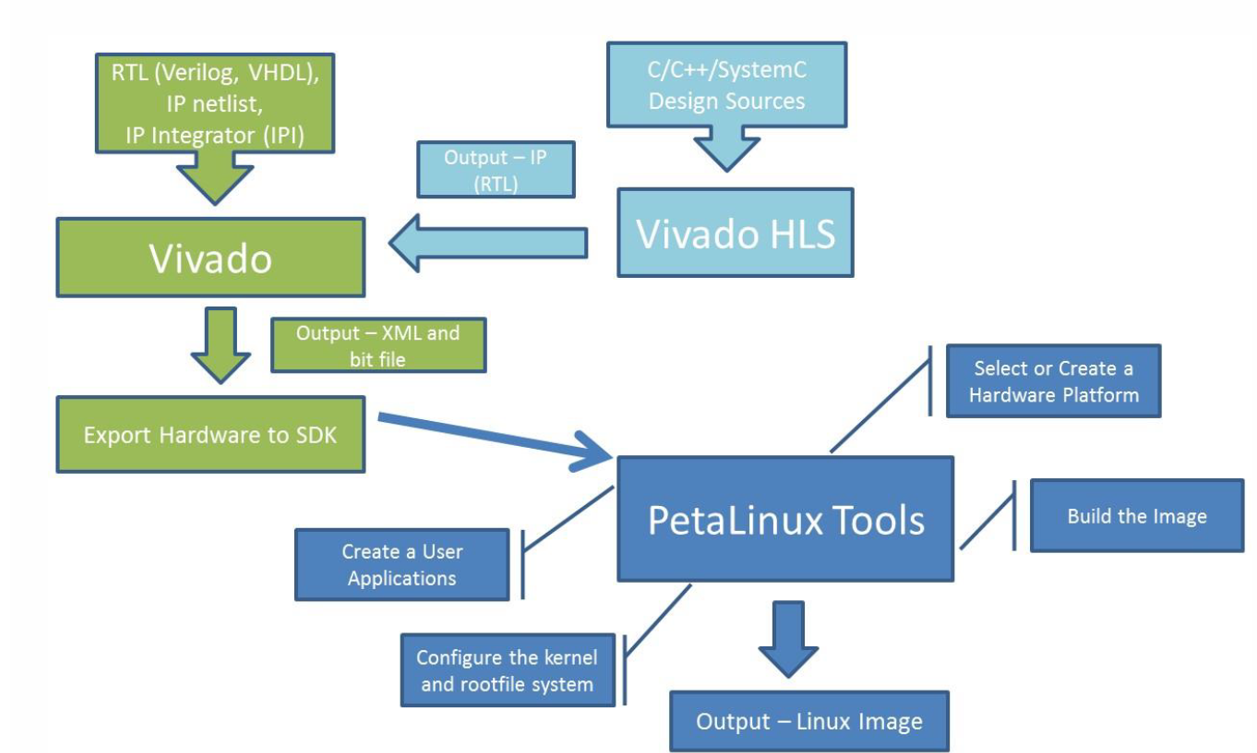 RTL (Verilog, VHDL),
IP netlist,
IP Integrator (IPI)
C/C++/SystemC
Design Sources
Output – IP
(RTL)
Vivado
Vivado HLS
Output – XML and
bit file
Export Hardware to SDK
Select or Create a
Hardware Platform
PetaLinux Tools
Build the Image
Create a User
Applications
Configure the kernel
and rootfile system
Output – Linux Image